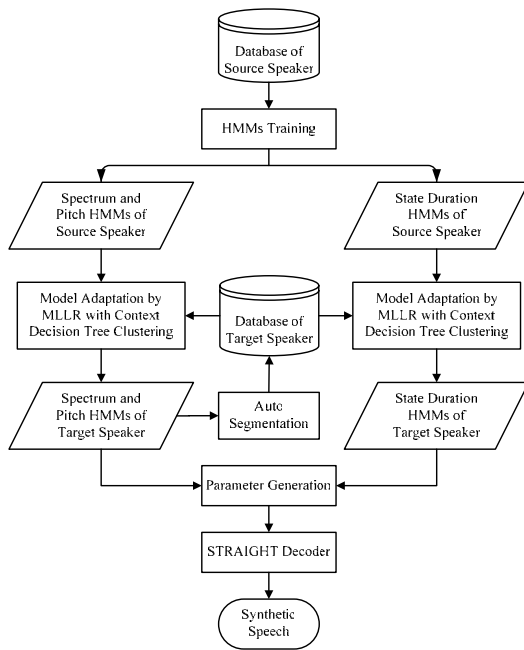 Database of
Source Speaker
HMMs Training
Spectrum and
Pitch HMMs of
Source Speaker
State Duration
HMMs of
Source Speaker
Model Adaptation by
MLLR with Context
Decision Tree Clustering
Database of
Target Speaker
Model Adaptation by
MLLR with Context
Decision Tree Clustering
Spectrum and
Pitch HMMs of
Target Speaker
Auto
Segmentation
State Duration
HMMs of
Target Speaker
Parameter Generation
STRAIGHT Decoder
Synthetic
Speech